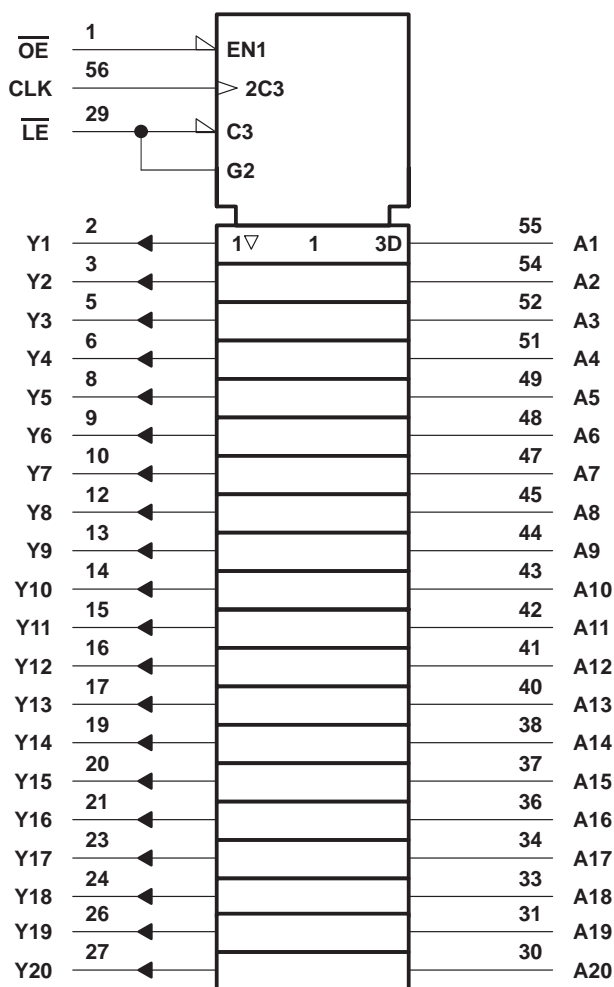 OE 1 EN1
CLK 56 2C3
LE 29 C3
G2
Y1 2 1▽ 1 3D 55 A1
Y2 3 54 A2
Y3 5 52 A3
Y4 6 51 A4
Y5 8 49 A5
Y6 9 48 A6
Y7 10 47 A7
Y8 12 45 A8
Y9 13 44 A9
Y10 14 43 A10
Y11 15 42 A11
Y12 16 41 A12
Y13 17 40 A13
Y14 19 38 A14
Y15 20 37 A15
Y16 21 36 A16
Y17 23 34 A17
Y18 24 33 A18
Y19 26 31 A19
Y20 27 30 A20